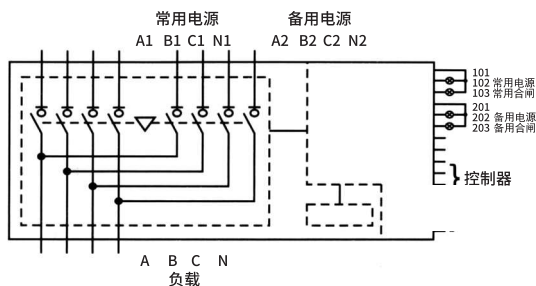 常用电源 备用电源
A1 B1 C1 N1 A2 B2 C2 N2
101
102 常用电源
103 常用合闸
201
202 备用电源
203 备用合闸
控制器
A B C N
负载